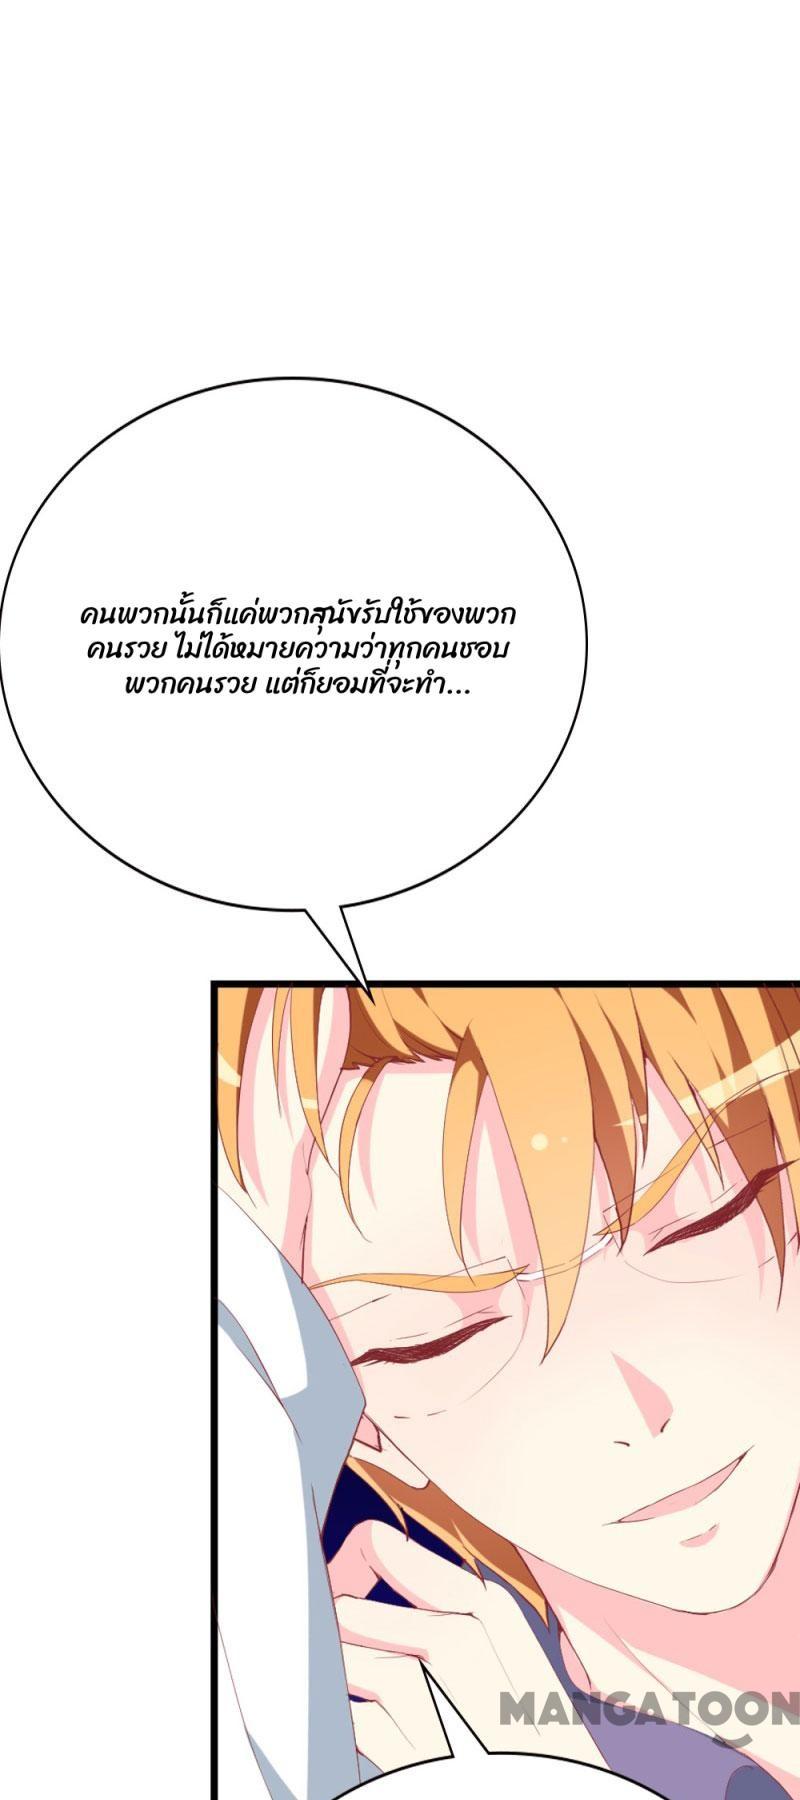 คนพวกนั้นก็แค่พวกสุนัขรับใช้ของพวก
คนรวย ไม่ได้หมายความว่าทุกคนชอบ
พวกคนรวย แต่ก็ยอมที่จะทำ...
MANGATOON